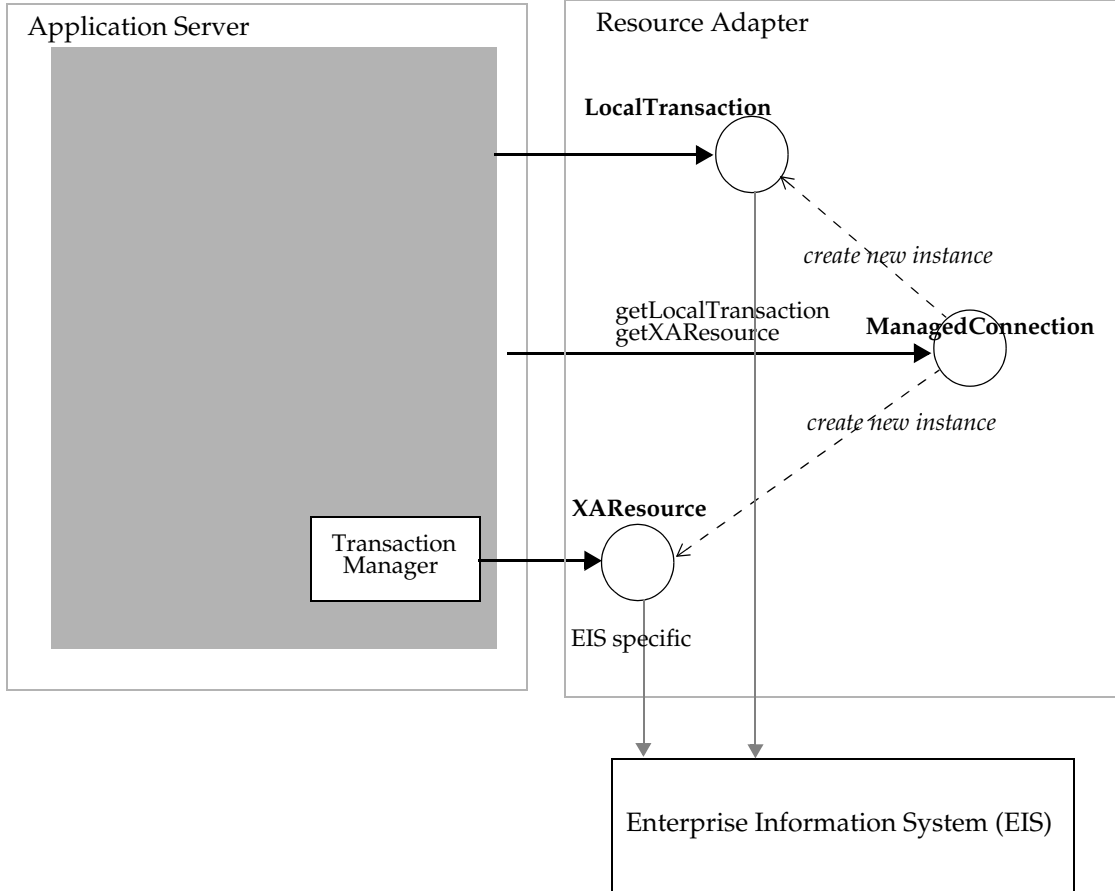 Application Server
Resource Adapter
LocalTransaction
create new instance
getLocalTransaction
getXAResource
ManagedConnection
create new instance
XAResource
Transaction
Manager
EIS specific
Enterprise Information System (EIS)